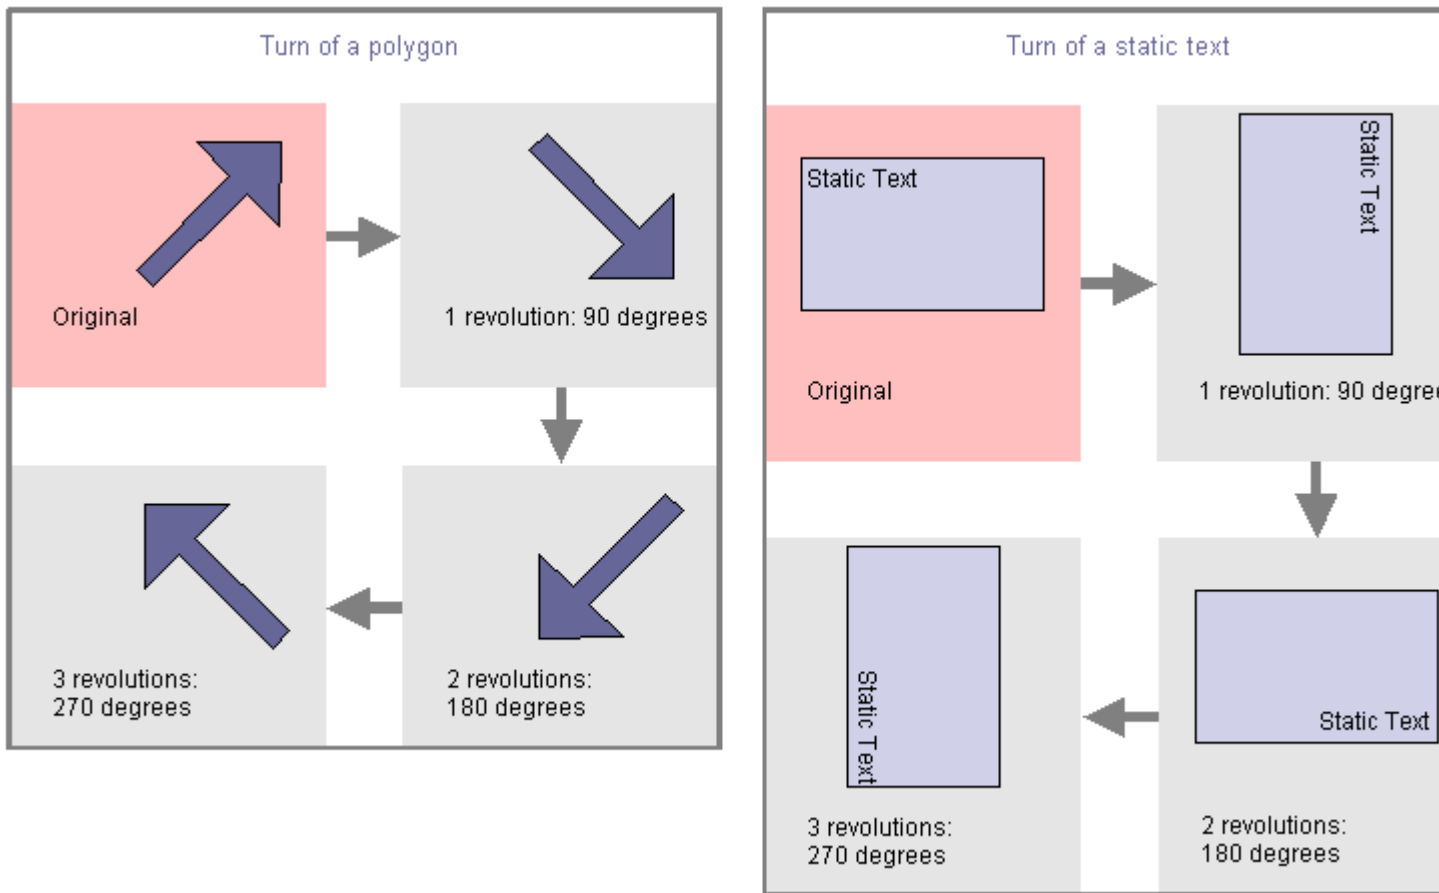 Turn of a polygon
Original
1 revolution: 90 degrees
3 revolutions:
270 degrees
2 revolutions:
180 degrees
Turn of a static text
Static Text
Original
Static Text
1 revolution: 90 degree
Static Text
3 revolutions:
270 degrees
Static Text
2 revolutions:
180 degrees